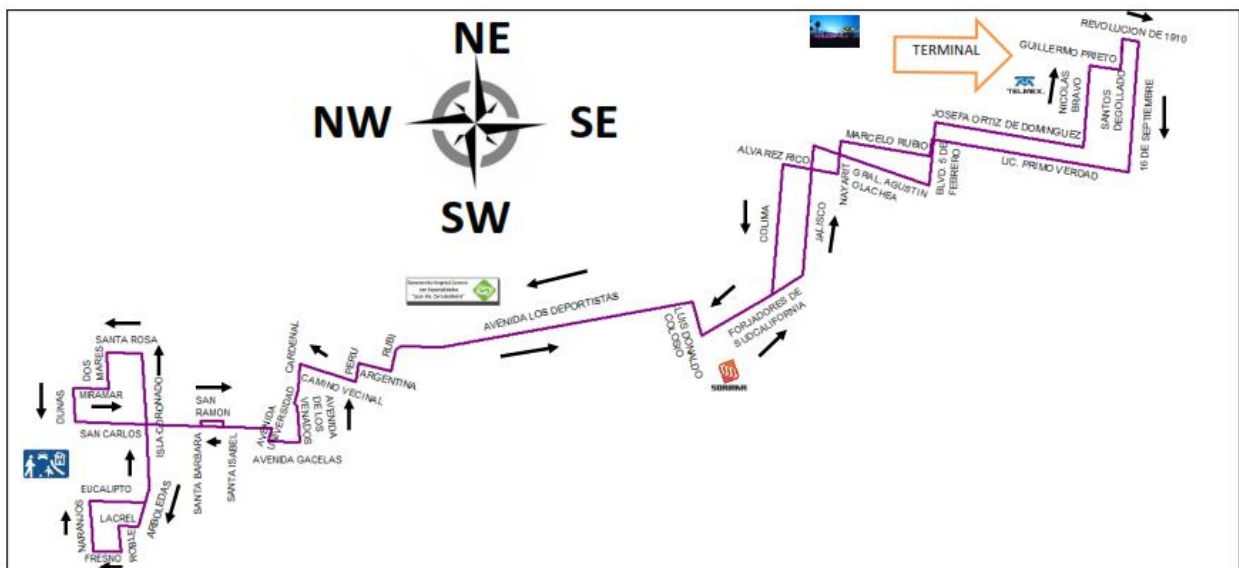 NE
NW
SE
SW
TERMINAL
REVOLUCION DE 1910
GUILLERMO PRIETO
TELMEX
NICOLAS
BRAVO
SANTOS
DEGOLLADO
16 DE SEPTIEMBRE
JOSEFA ORTIZ DE DOMINGUEZ
MARCELO RUBIO
LIC. PRIMO VERDAD
BLVD. 5 DE
FEBRERO
ALVAREZ RICO
GRAL. AGUSTIN
OLACHEA
NAYARIT
COLIMA
JALISCO
FORJADORES DE
SUDCALIFORNIA
LUIS DONALDO
COLOSIO
SORIANA
AVENIDA LOS DEPORTISTAS
RUBI
PERU
ARGENTINA
CARDENAL
CAMINO VECINAL
AVENIDA
DE LOS
VENADOS
AVENIDA
UNIVERSIDAD
AVENIDA GACELAS
SAN
RAMON
SANTA BARBARA
SANTA ISABEL
SANTA ROSA
DOS
MARES
MIRAMAR
DUNAS
SAN CARLOS
ISLA CORONADO
EUCALIPTO
ARBOLEDAS
LACREL
NARANJOS
ROBLE
FRESNO